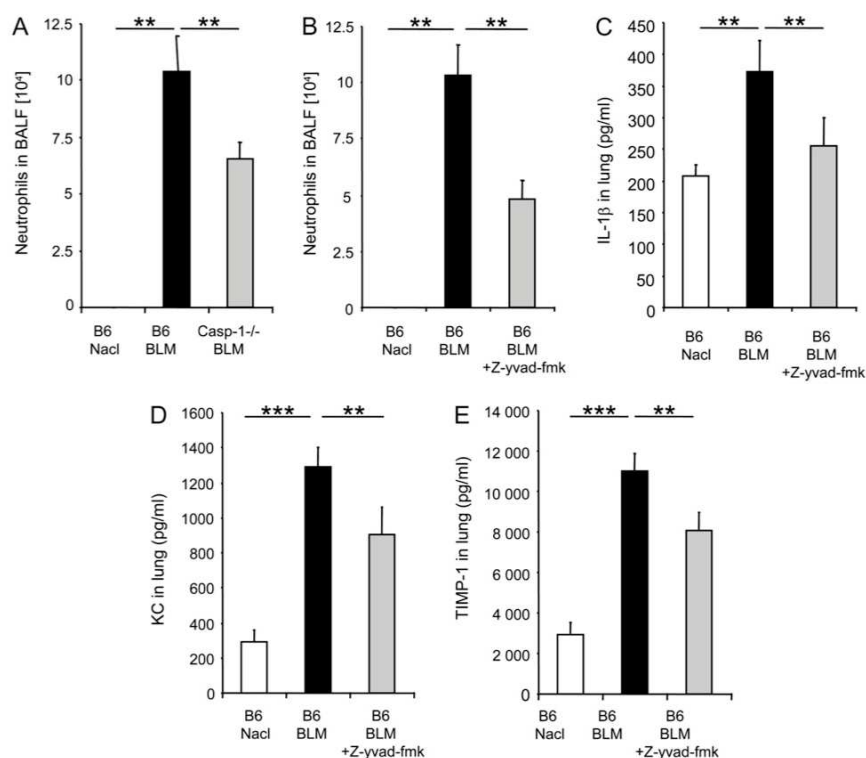 A
** **
Neutrophils in BALF [10⁴]
12.5
10
7.5
5
2.5
0
B6 Nacl
B6 BLM
Casp-1-/- BLM
B
** **
Neutrophils in BALF [10⁴]
12.5
10
7.5
5
2.5
0
B6 Nacl
B6 BLM
B6 BLM +Z-yvad-fmk
C
** **
IL-1β in lung (pg/ml)
450
400
350
300
250
200
150
100
50
0
B6 Nacl
B6 BLM
B6 BLM +Z-yvad-fmk
D
*** **
KC in lung (pg/ml)
1600
1400
1200
1000
800
600
400
200
0
B6 Nacl
B6 BLM
B6 BLM +Z-yvad-fmk
E
*** **
TIMP-1 in lung (pg/ml)
14 000
12 000
10 000
8 000
6 000
4 000
2 000
0
B6 Nacl
B6 BLM
B6 BLM +Z-yvad-fmk